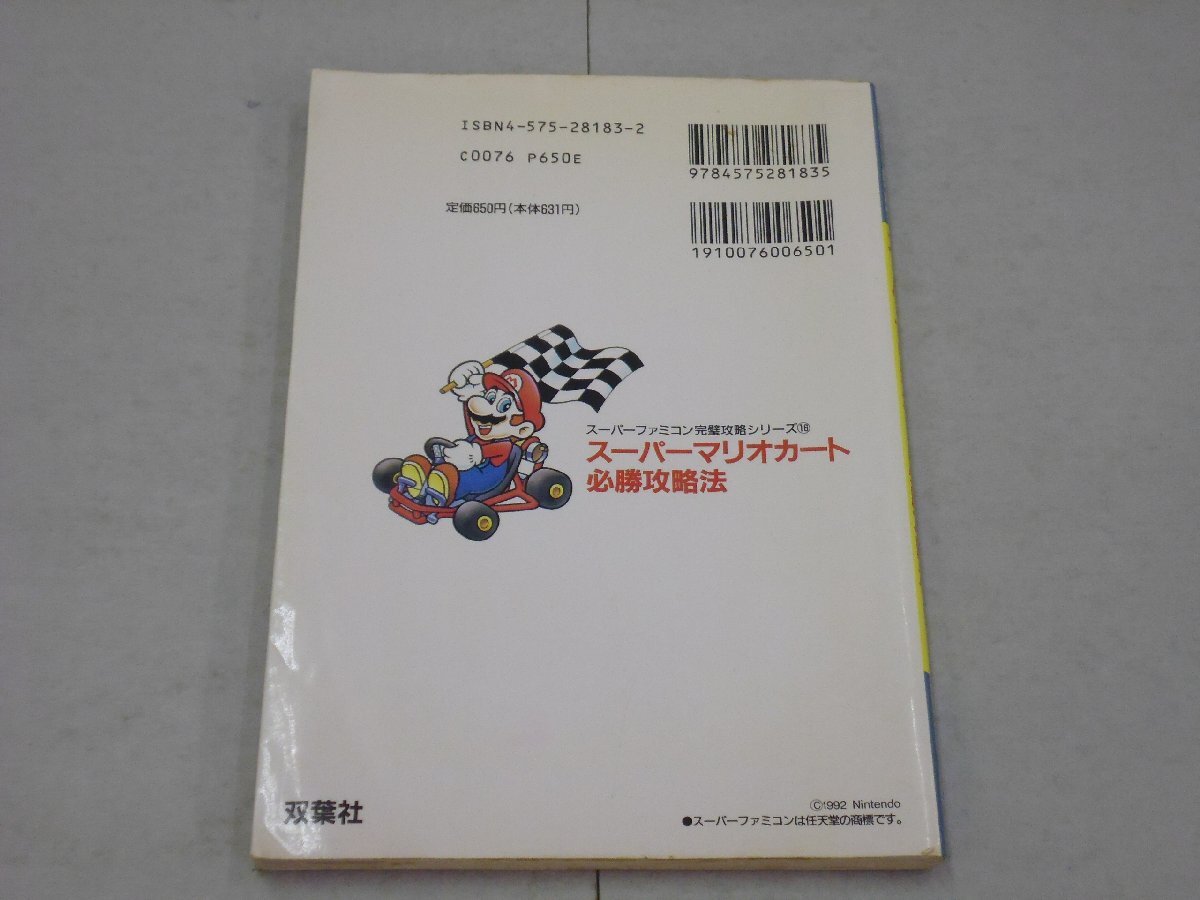 ISBN4-575-28183-2
C0076 P650E
9784575281835
定価650円(本体631円)
1910076006501
M
スーパーファミコン完璧攻略シリーズ⑱
スーパーマリオカート
必勝攻略法
双葉社
©1992 Nintendo
●スーパーファミコンは任天堂の商標です。